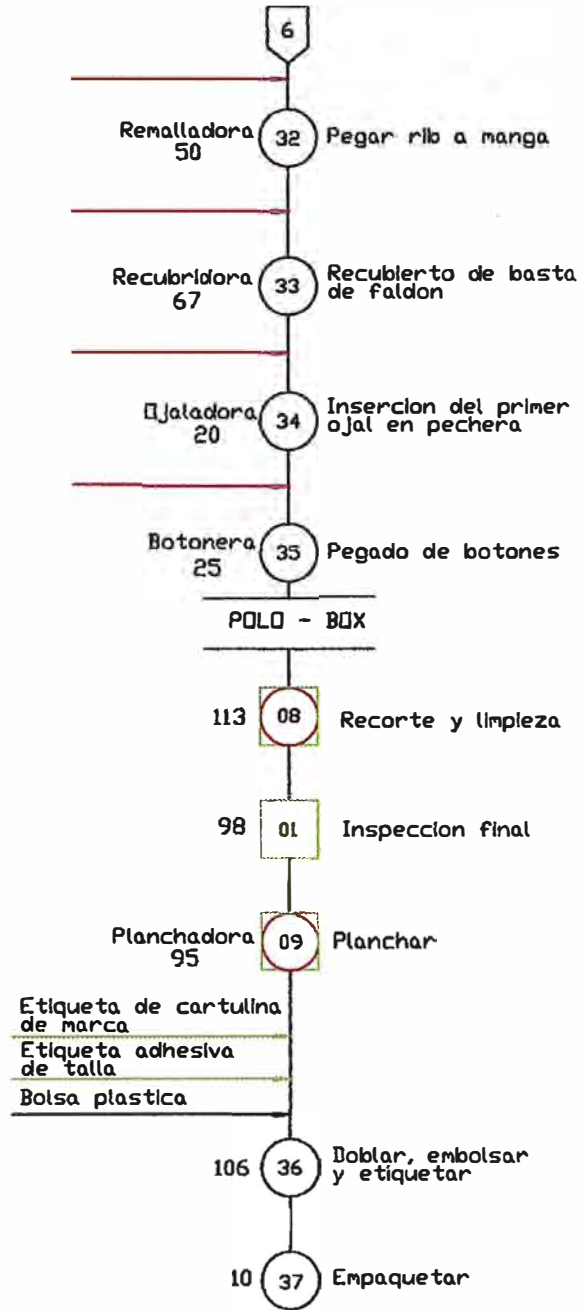 6
Remalladora
50
32
Pegar rib a manga
Recubridora
67
33
Recubierto de basta
de faldon
Ojaladora
20
34
Insercion del primer
ojal en pechera
Botonera
25
35
Pegado de botones
POLO - BOX
113
08
Recorte y limpieza
98
01
Inspeccion final
Planchadora
95
09
Planchar
Etiqueta de cartulina
de marca
Etiqueta adhesiva
de talla
Bolsa plastica
106
36
Doblar, embolsar
y etiquetar
10
37
Empaquetar